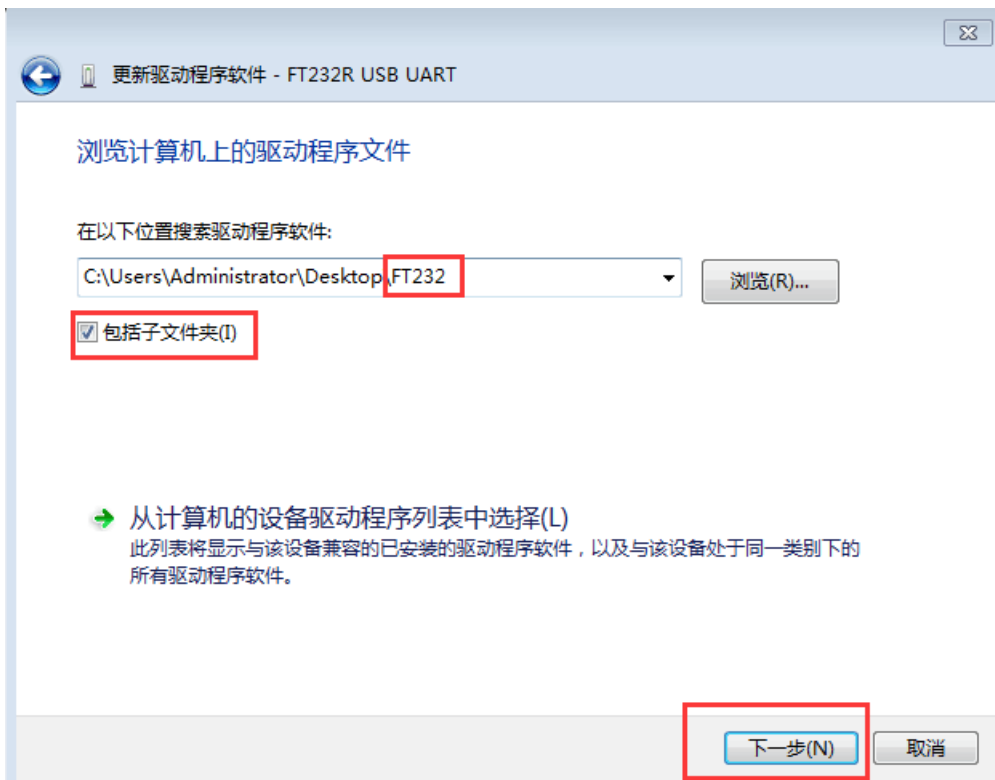 更新驱动程序软件 - FT232R USB UART
浏览计算机上的驱动程序文件
在以下位置搜索驱动程序软件:
C:\Users\Administrator\Desktop\FT232
浏览(R)...
包括子文件夹(I)
从计算机的设备驱动程序列表中选择(L)
此列表将显示与该设备兼容的已安装的驱动程序软件，以及与该设备处于同一类别下的
所有驱动程序软件。
下一步(N)
取消